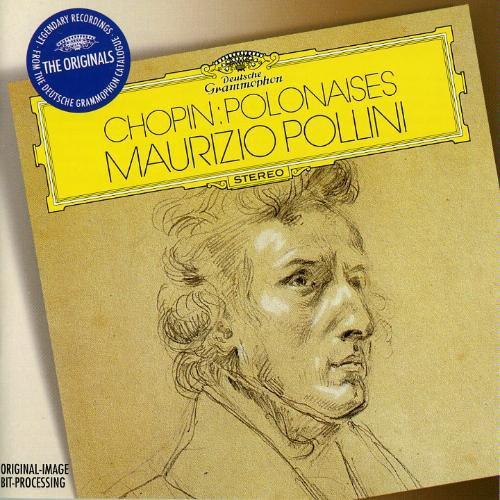 LEGENDARY RECORDINGS
FROM THE DEUTSCHE GRAMMOPHON CATALOGUE
THE ORIGINALS
Deutsche
Grammophon
CHOPIN: POLONAISES
MAURIZIO POLLINI
STEREO
ORIGINAL-IMAGE
BIT-PROCESSING